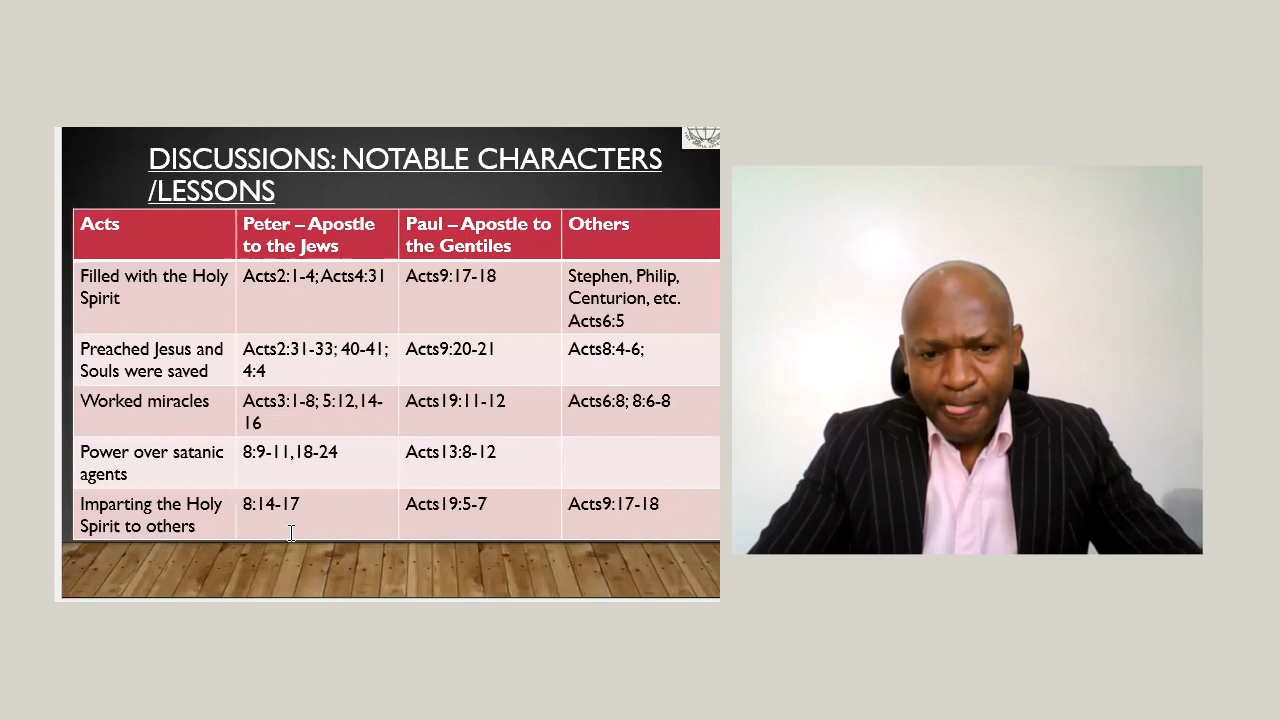 DISCUSSIONS: NOTABLE CHARACTERS
/LESSONS
Acts
Peter – Apostle
to the Jews
Paul – Apostle to
the Gentiles
Others
Filled with the Holy
Spirit
Acts2:1-4; Acts4:31
Acts9:17-18
Stephen, Philip,
Centurion, etc.
Acts6:5
Preached Jesus and
Souls were saved
Acts2:31-33; 40-41;
4:4
Acts9:20-21
Acts8:4-6;
Worked miracles
Acts3:1-8; 5:12,14-
16
Acts19:11-12
Acts6:8; 8:6-8
Power over satanic
agents
8:9-11,18-24
Acts13:8-12
Imparting the Holy
Spirit to others
8:14-17
Acts19:5-7
Acts9:17-18